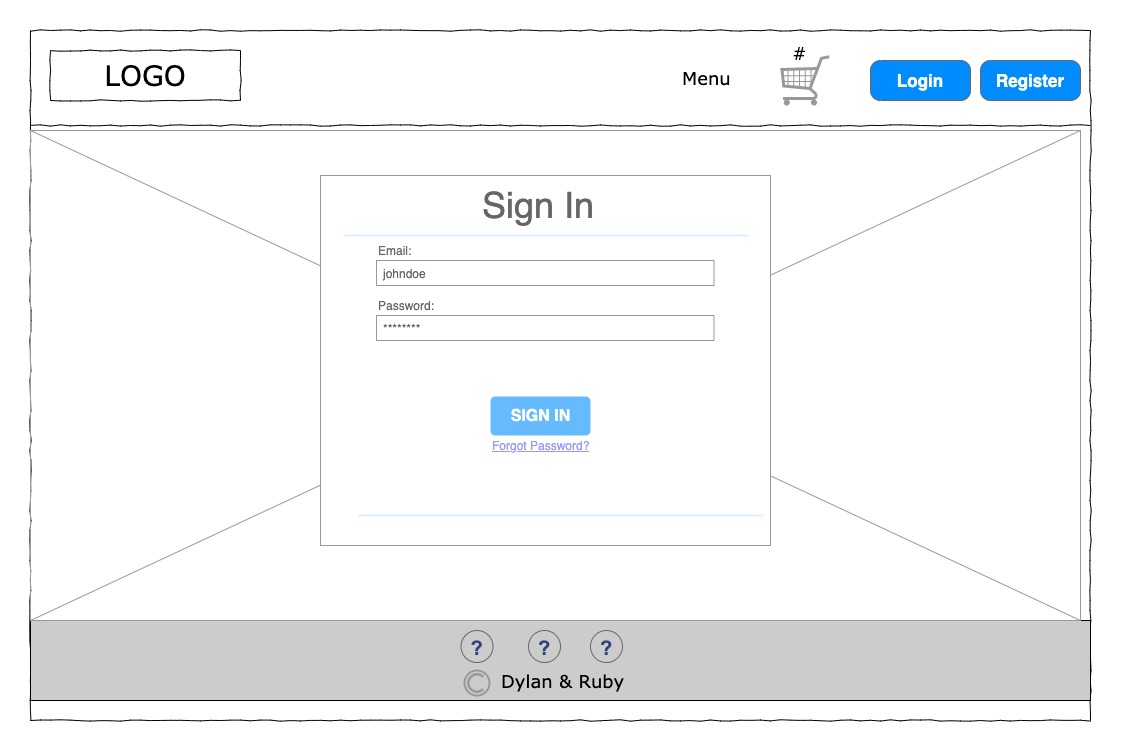 LOGO
Menu
#
Login
Register
Sign In
Email:
johndoe
Password:
********
SIGN IN
Forgot Password?
? ? ?
© Dylan & Ruby